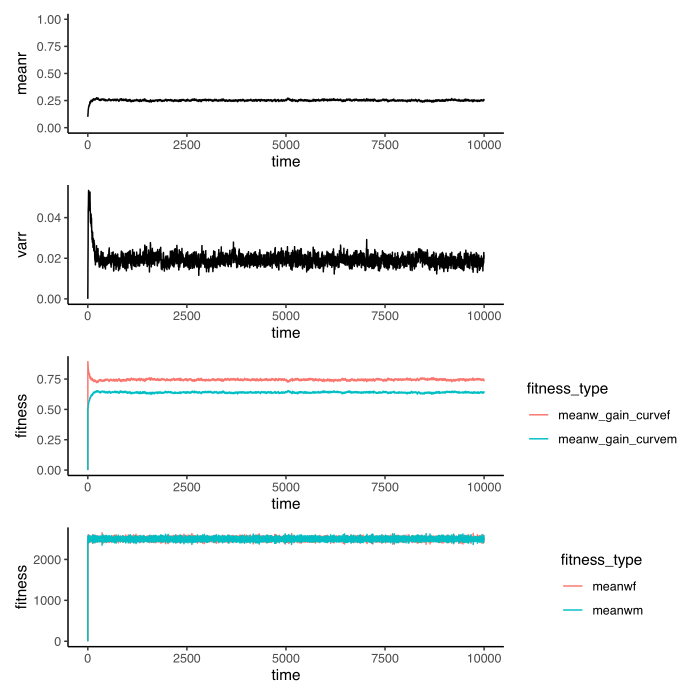 meanr
1.00
0.75
0.50
0.25
0.00
0 2500 5000 7500 10000
time
varr
0.04
0.02
0.00
0 2500 5000 7500 10000
time
fitness
0.75
0.50
0.25
0.00
0 2500 5000 7500 10000
time
fitness_type
meanw_gain_curvef
meanw_gain_curvem
fitness
2000
1000
0
0 2500 5000 7500 10000
time
fitness_type
meanwf
meanwm